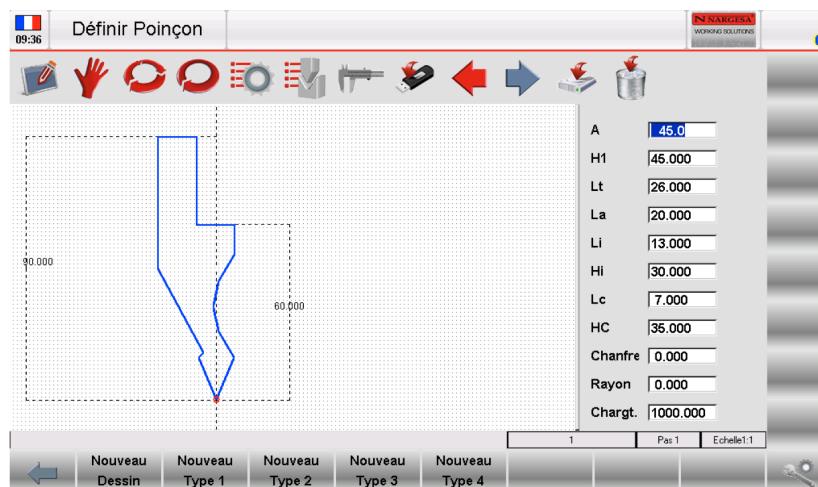 09:36
Définir Poinçon
N NARGESA
WORKING SOLUTIONS
90.000
60.000
A 45.0
H1 45.000
Lt 26.000
La 20.000
Li 13.000
Hi 30.000
Lc 7.000
HC 35.000
Chanfre 0.000
Rayon 0.000
Chargt. 1000.000
1 Pas 1 Echelle1:1
Nouveau Dessin
Nouveau Type 1
Nouveau Type 2
Nouveau Type 3
Nouveau Type 4